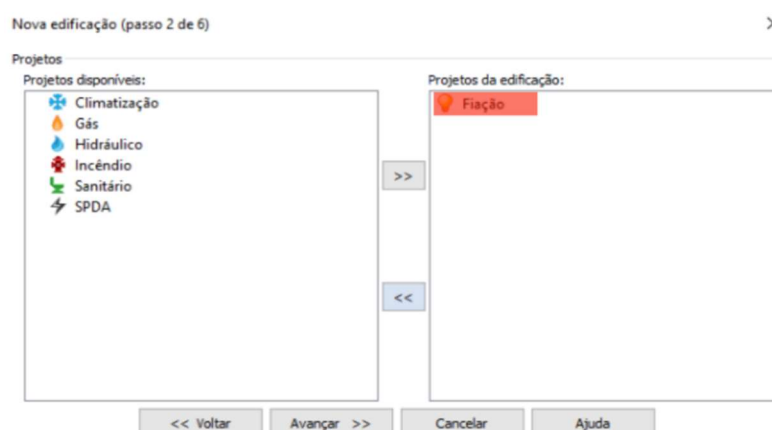 Nova edificação (passo 2 de 6)
Projetos
Projetos disponíveis:
Climatização
Gás
Hidráulico
Incêndio
Sanitário
SPDA
>>
<<
Projetos da edificação:
Fiação
<< Voltar
Avançar >>
Cancelar
Ajuda